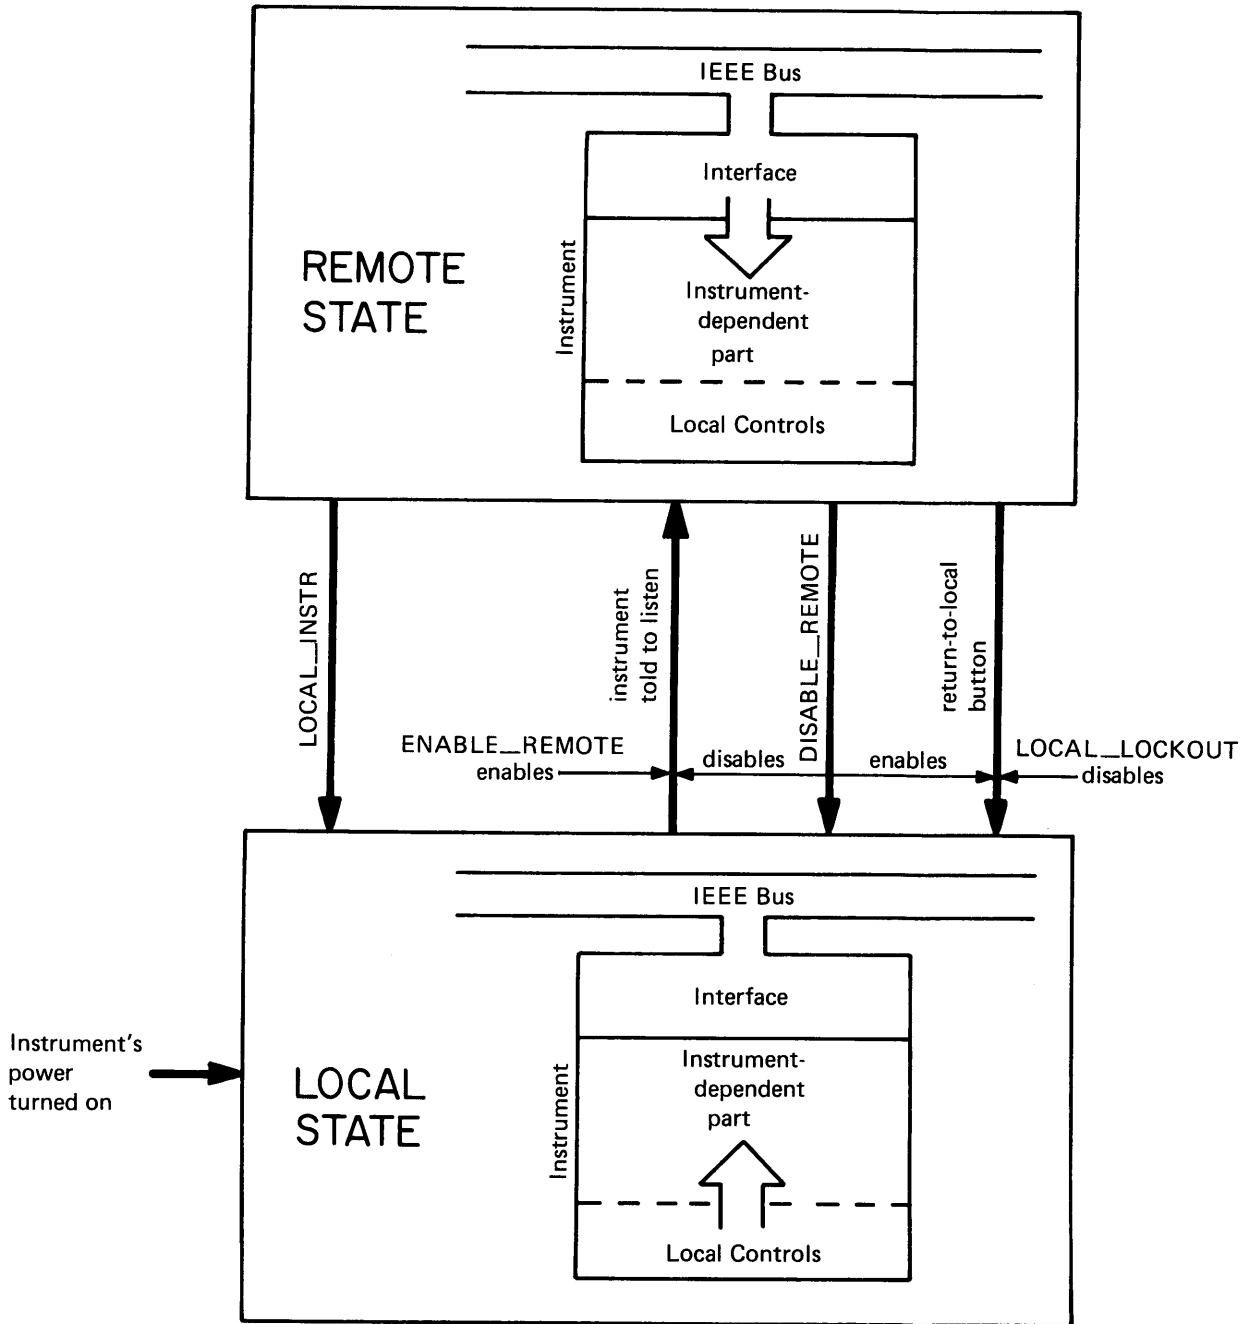 IEEE Bus
Interface
REMOTE
STATE
Instrument
Instrument-
dependent
part
Local Controls
LOCAL_INSTR
instrument
told to listen
DISABLE_REMOTE
return-to-local
button
ENABLE_REMOTE
enables
disables
enables
LOCAL_LOCKOUT
disables
IEEE Bus
Interface
Instrument's
power
turned on
LOCAL
STATE
Instrument
Instrument-
dependent
part
Local Controls